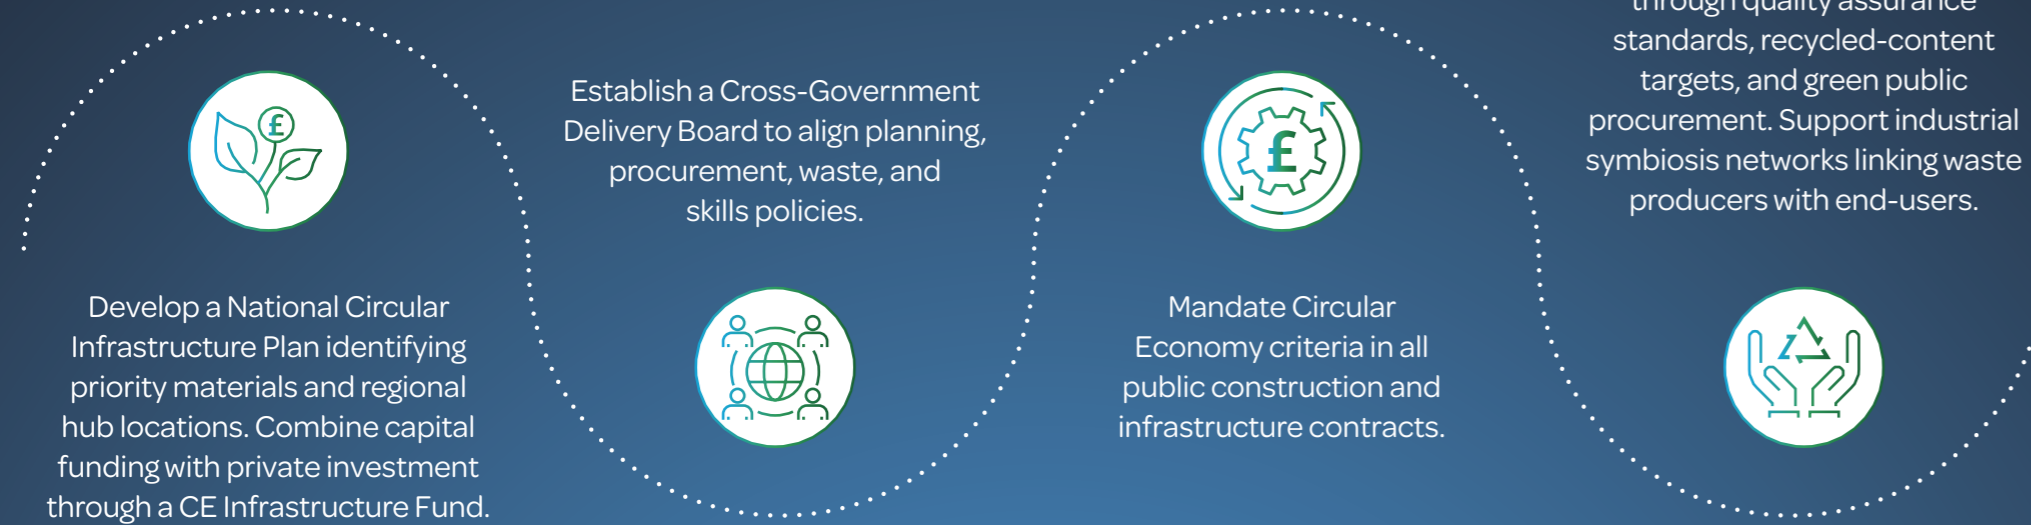 Develop a National Circular
Infrastructure Plan identifying
priority materials and regional
hub locations. Combine capital
funding with private investment
through a CE Infrastructure Fund.
Establish a Cross-Government
Delivery Board to align planning,
procurement, waste, and
skills policies.
£
Mandate Circular
Economy criteria in all
public construction and
infrastructure contracts.
£
through quality assurance
standards, recycled-content
targets, and green public
procurement. Support industrial
symbiosis networks linking waste
producers with end-users.